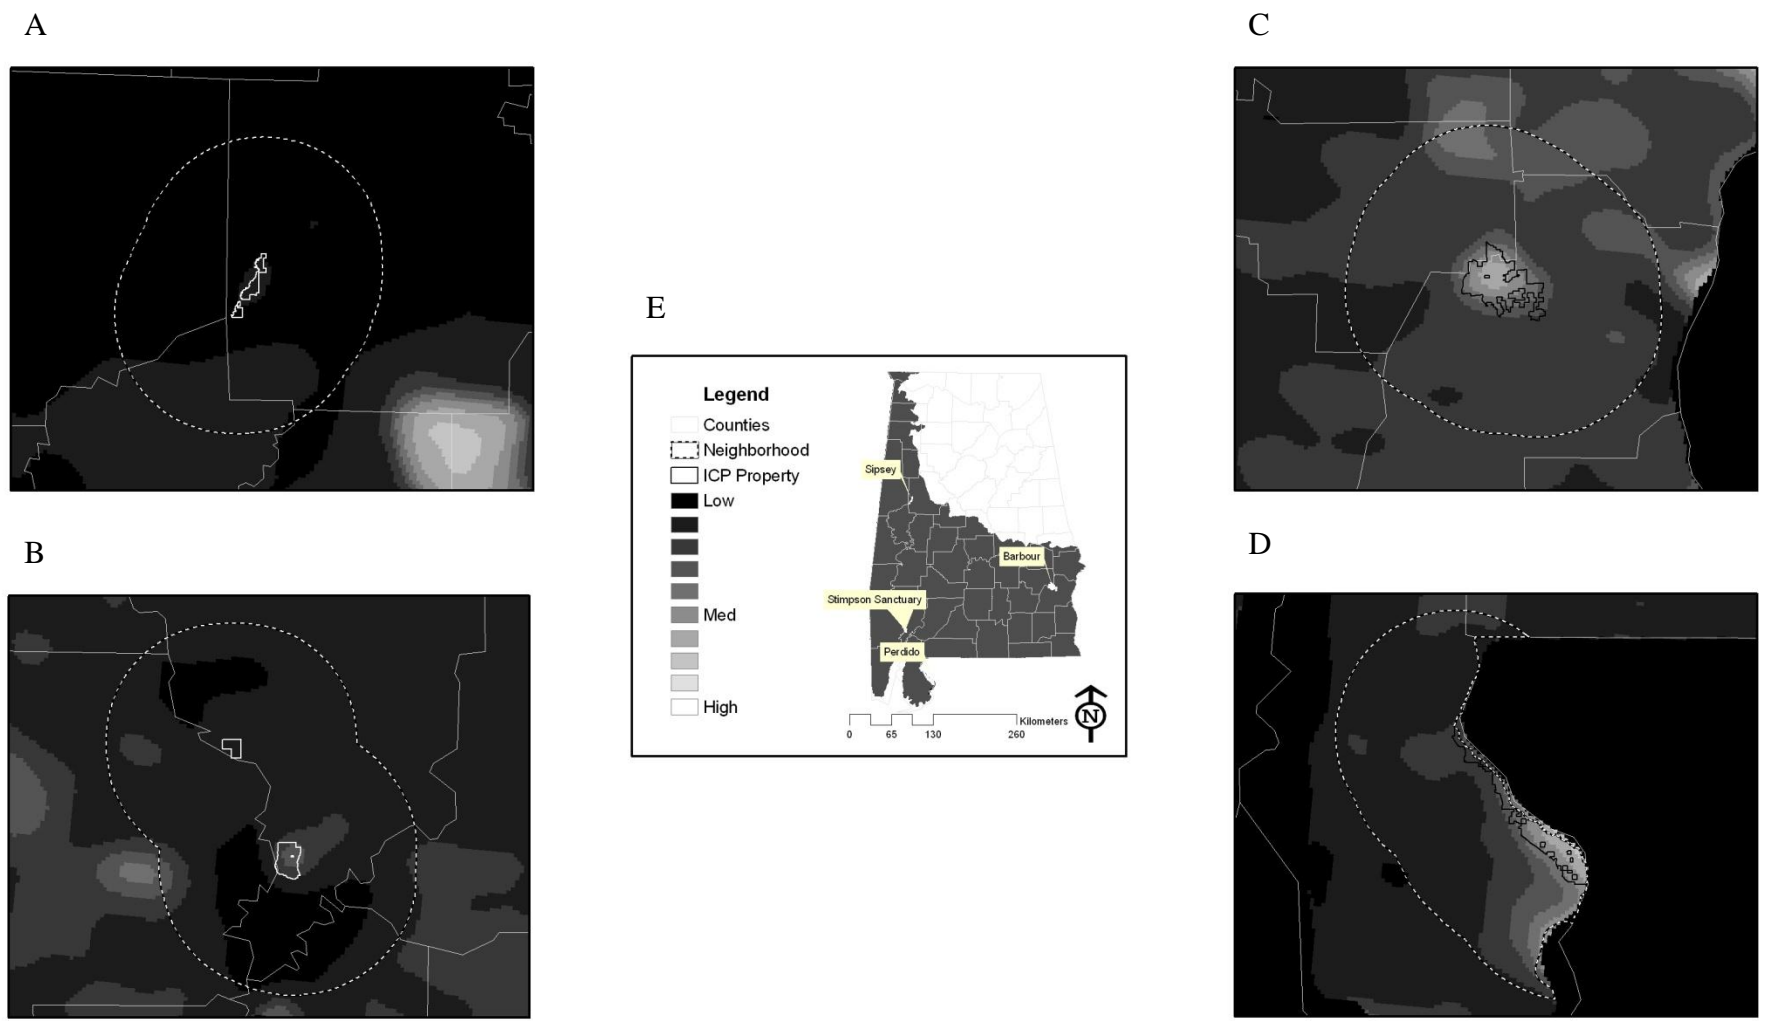 A
C
E
Legend
Counties
Neighborhood
ICP Property
Low
Med
High
Sipsey
Barbour
Stimpson Sanctuary
Perdido
N
Kilometers
0 65 130 260
B
D